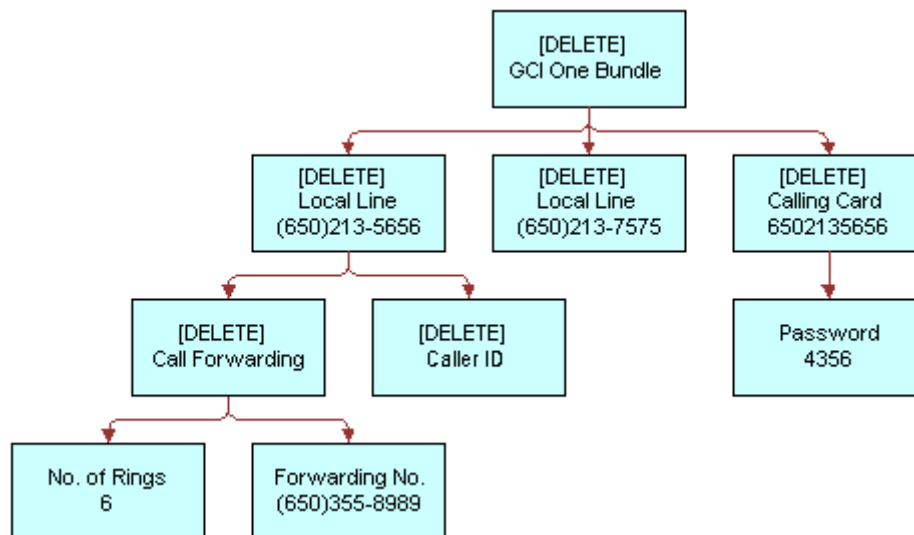 [DELETE]
GCI One Bundle
[DELETE]
Local Line
(650)213-5656
[DELETE]
Local Line
(650)213-7575
[DELETE]
Calling Card
6502135656
[DELETE]
Call Forwarding
[DELETE]
Caller ID
Password
4356
No. of Rings
6
Forwarding No.
(650)355-8989